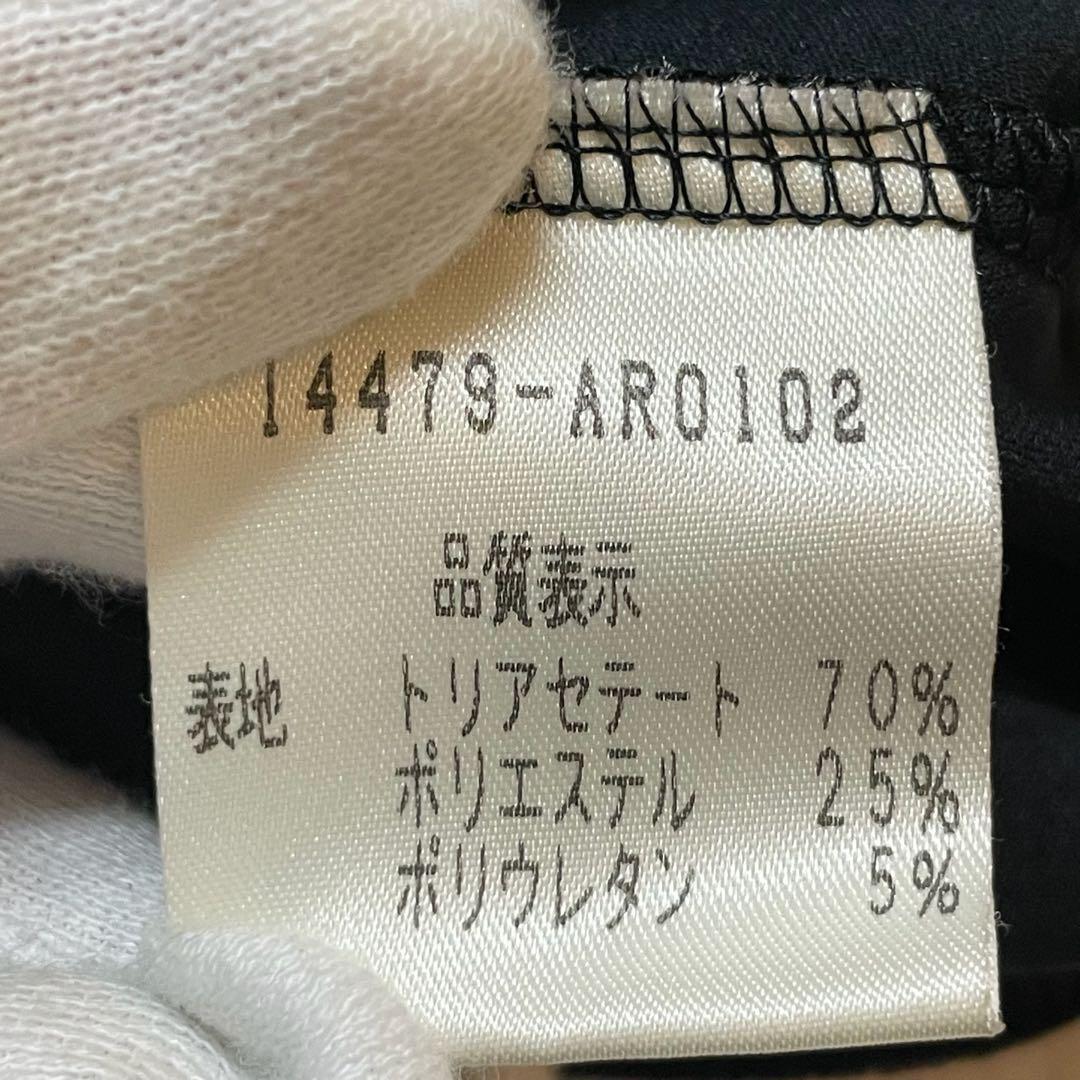 14479-AR0102
品質表示
表地 トリアセテート 70%
ポリエステル 25%
ポリウレタン 5%